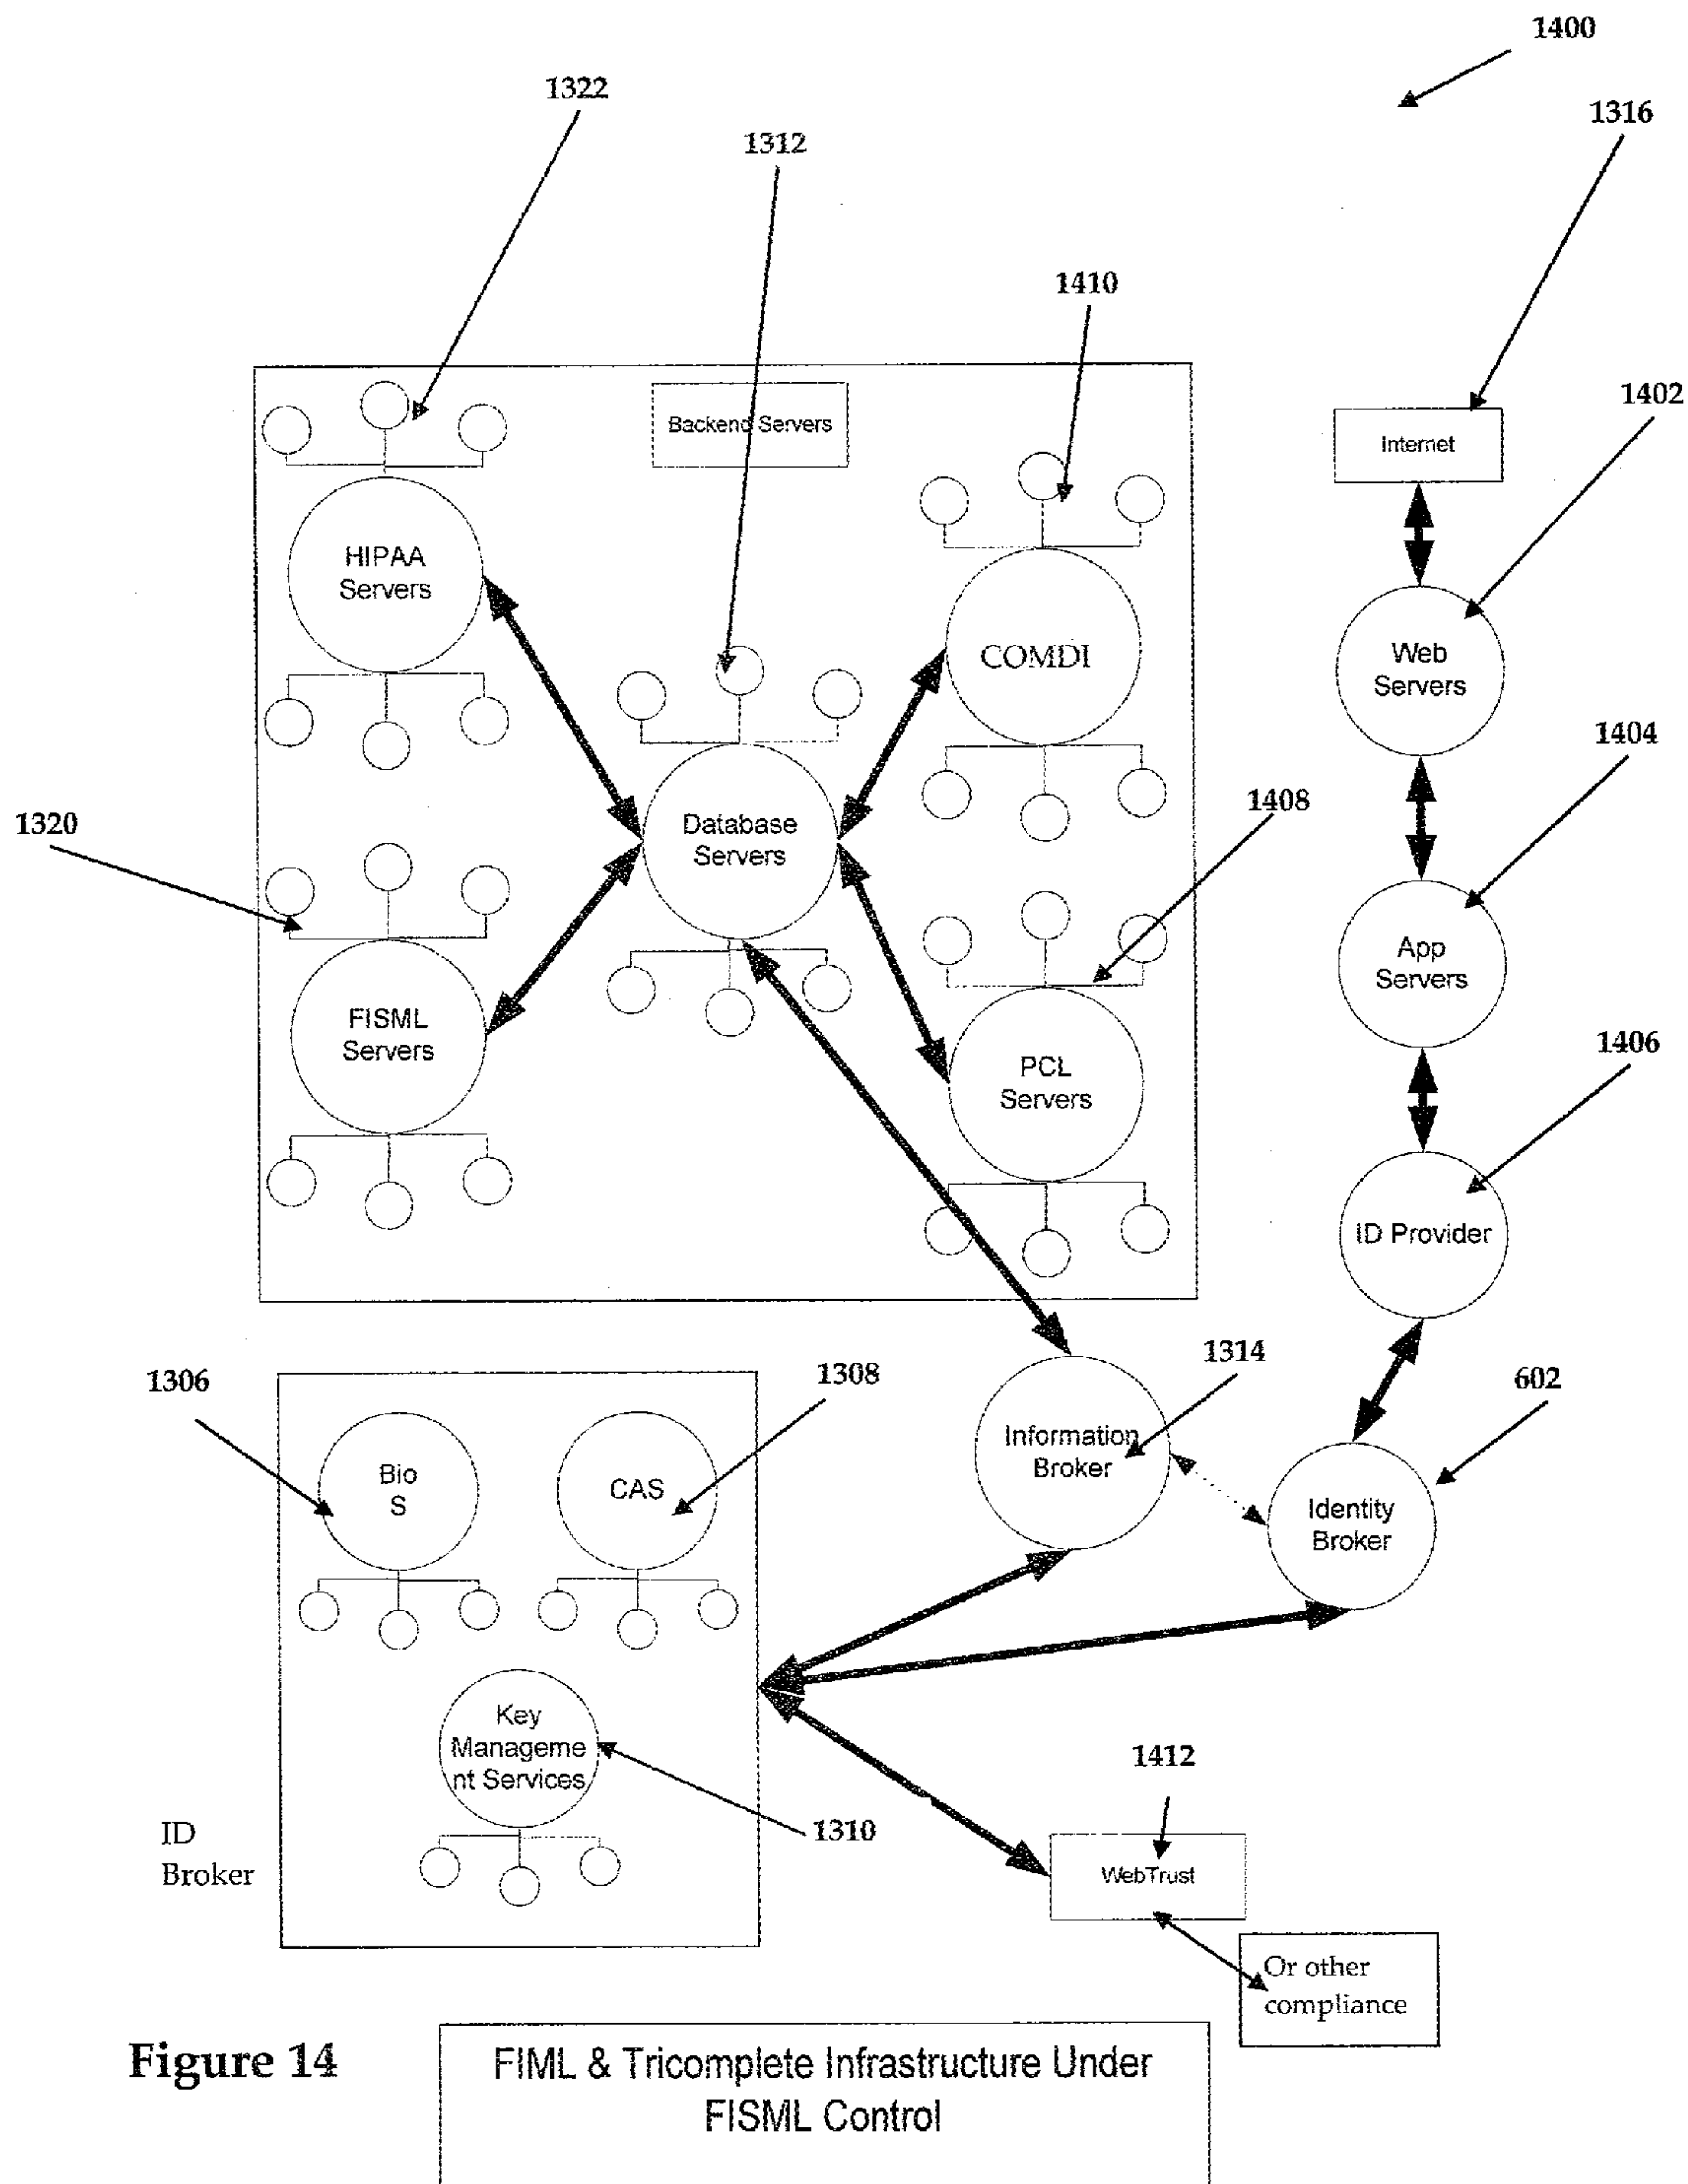 1400
1322
1316
1312
1410
1402
Backend Servers
Internet
HIPAA
Servers
COMDI
Web
Servers
1404
1408
1320
Database
Servers
App
Servers
FISML
Servers
1406
PCL
Servers
ID Provider
1314
1306
1308
602
Information
Broker
Bio
S
CAS
Identity
Broker
Key
Manageme
nt Services
1412
1310
ID
Broker
WebTrust
Or other
compliance
Figure 14
FIML & Tricomplete Infrastructure Under
FISML Control